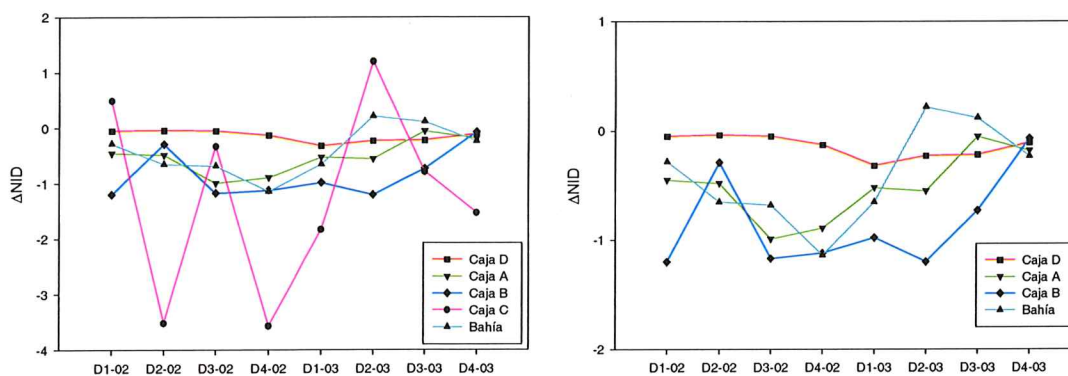 2
1
0
-1
-2
-3
-4
ΔNID
D1-02 D2-02 D3-02 D4-02 D1-03 D2-03 D3-03 D4-03
Caja D
Caja A
Caja B
Caja C
Bahía
1
0
-1
-2
ΔNID
D1-02 D2-02 D3-02 D4-02 D1-03 D2-03 D3-03 D4-03
Caja D
Caja A
Caja B
Bahía